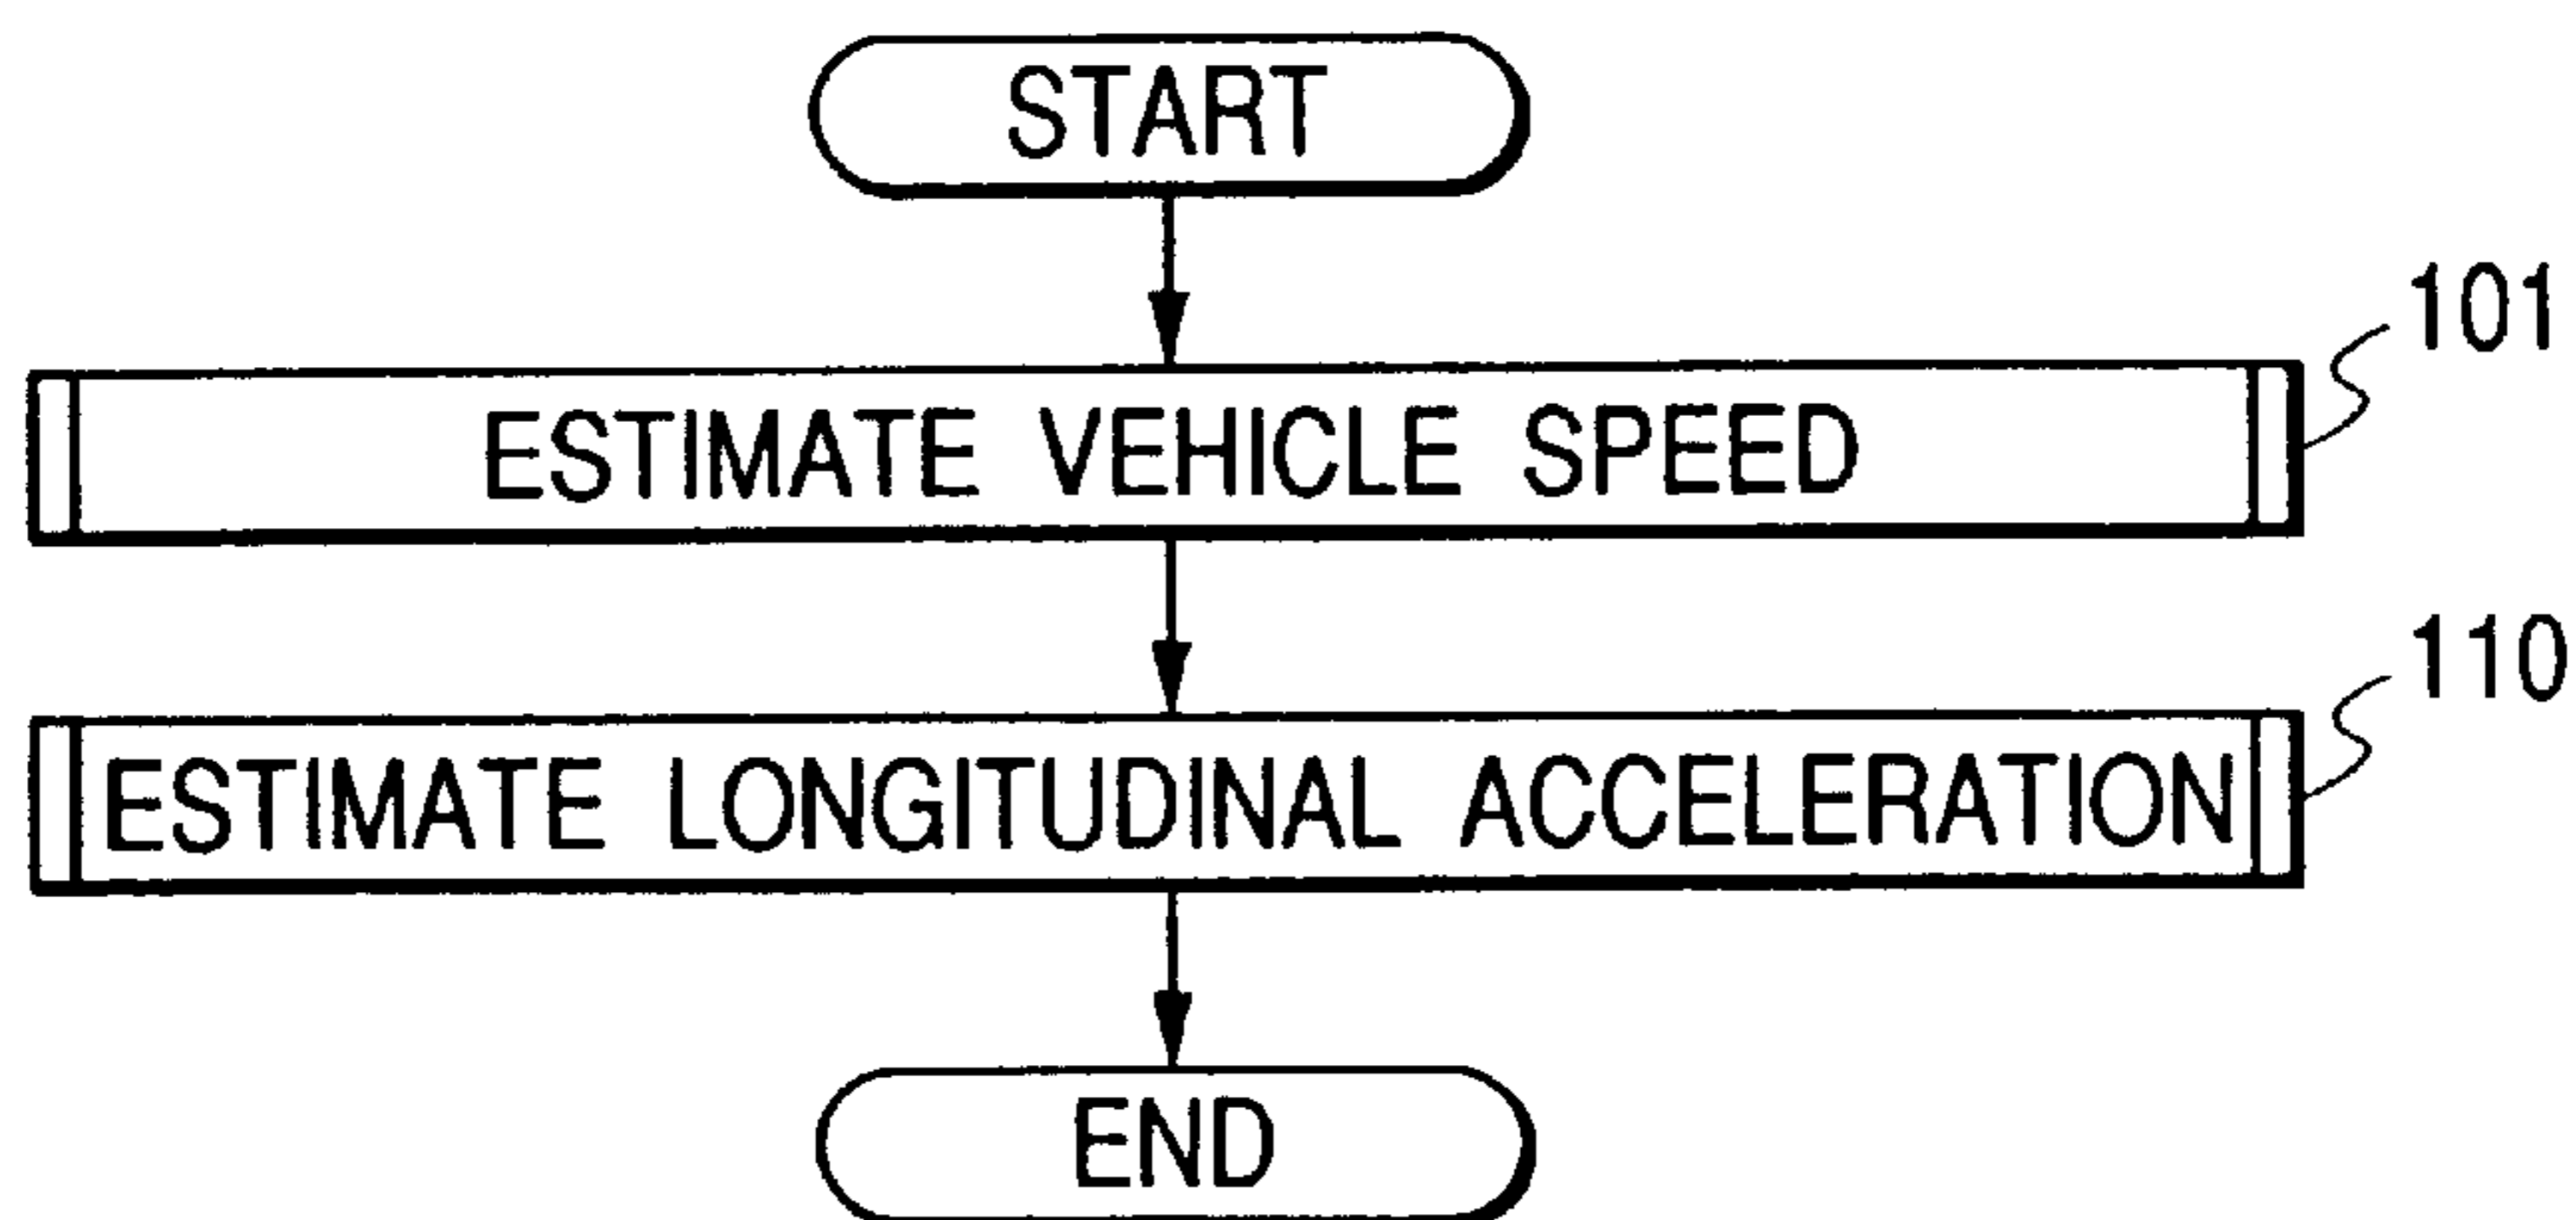 START
101
ESTIMATE VEHICLE SPEED
110
ESTIMATE LONGITUDINAL ACCELERATION
END